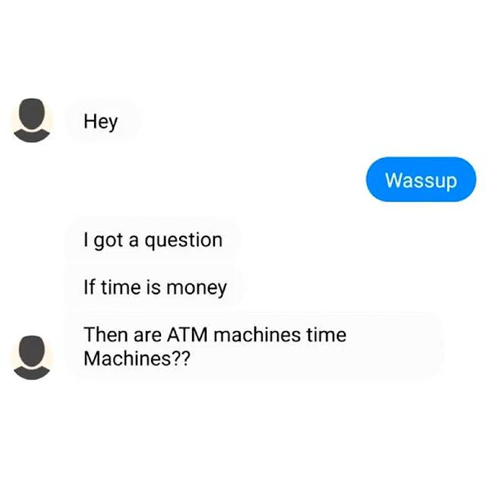 Hey
Wassup
I got a question
If time is money
Then are ATM machines time
Machines??